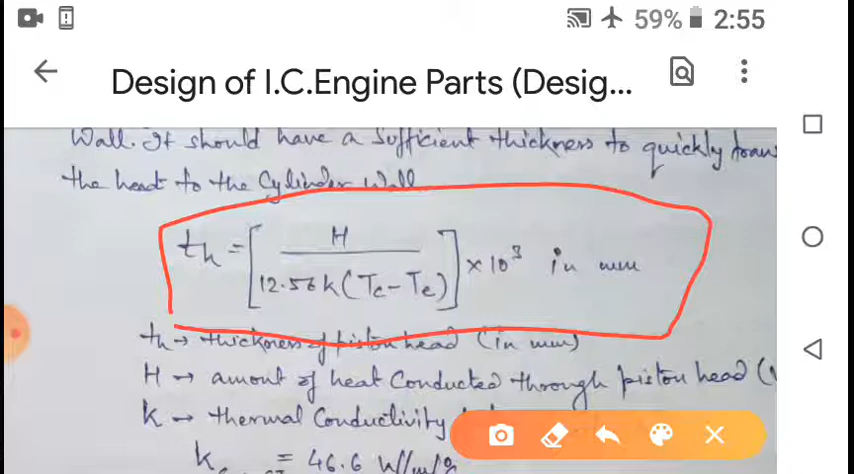 59% 2:55
Design of I.C.Engine Parts (Desig...
Wall. It should have a Sufficient thickness to quickly tran
the heat to the Cylinder Wall
th = [ H / 12.56 k (Tc - Te) ] × 10³ in mm
th → thickness of piston head (in mm)
H → amont of heat Conducted through piston head (
k → thermal Conductivity
k = 46.6 W/m/°C